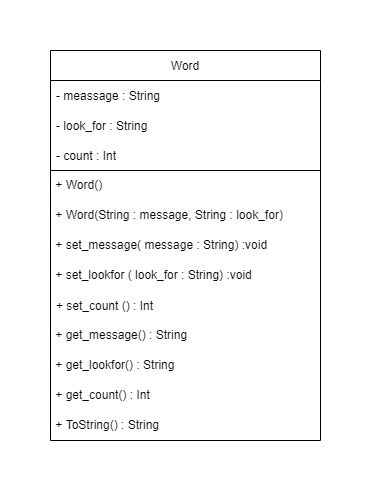 Word
- meassage : String
- look_for : String
- count : Int
+ Word()
+ Word(String : message, String : look_for)
+ set_message( message : String) :void
+ set_lookfor ( look_for : String) :void
+ set_count () : Int
+ get_message() : String
+ get_lookfor() : String
+ get_count() : Int
+ ToString() : String